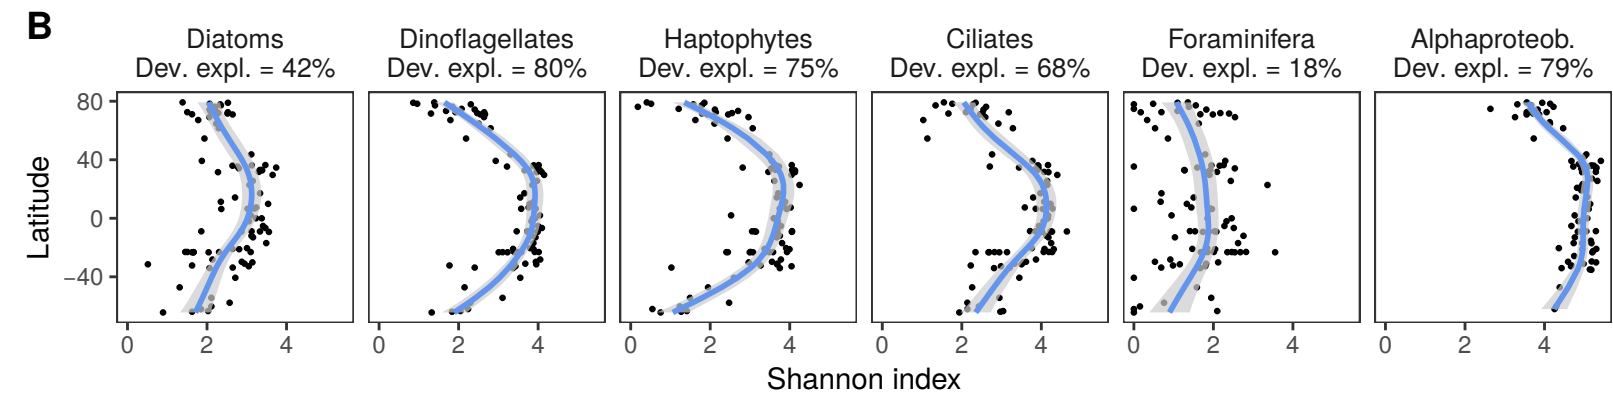 B
Diatoms
Dev. expl. = 42%
Dinoflagellates
Dev. expl. = 80%
Haptophytes
Dev. expl. = 75%
Ciliates
Dev. expl. = 68%
Foraminifera
Dev. expl. = 18%
Alphaproteob.
Dev. expl. = 79%
Latitude
80
40
0
−40
0 2 4
0 2 4
0 2 4
0 2 4
0 2 4
0 2 4
Shannon index